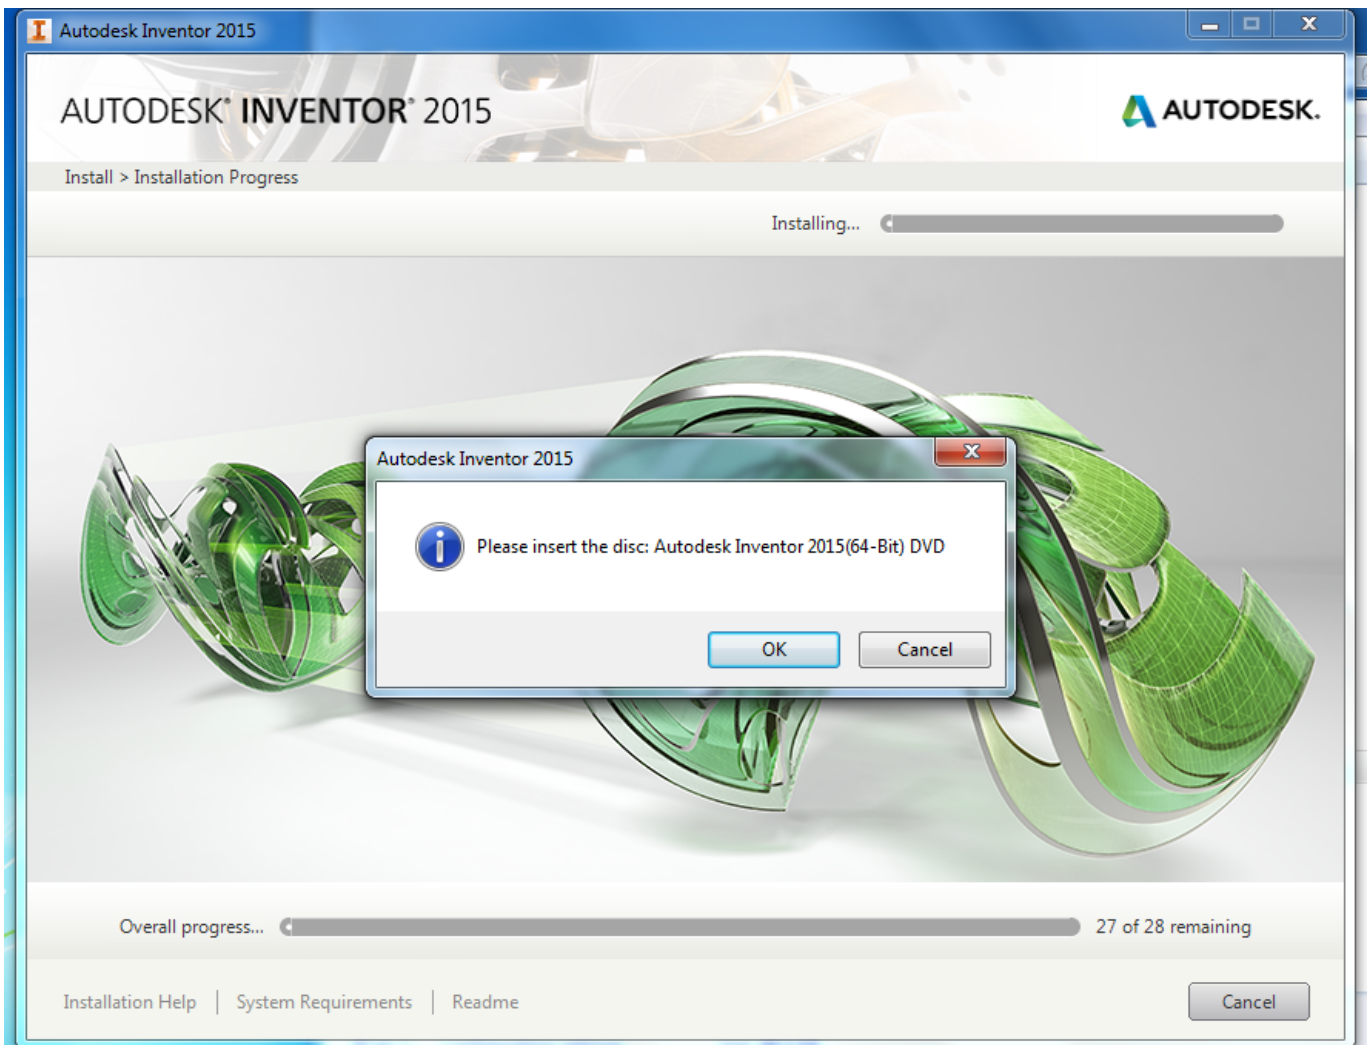 Autodesk Inventor 2015
AUTODESK® INVENTOR® 2015
AUTODESK.
Install > Installation Progress
Installing...
Autodesk Inventor 2015
Please insert the disc: Autodesk Inventor 2015(64-Bit) DVD
OK Cancel
Overall progress... 27 of 28 remaining
Installation Help | System Requirements | Readme
Cancel